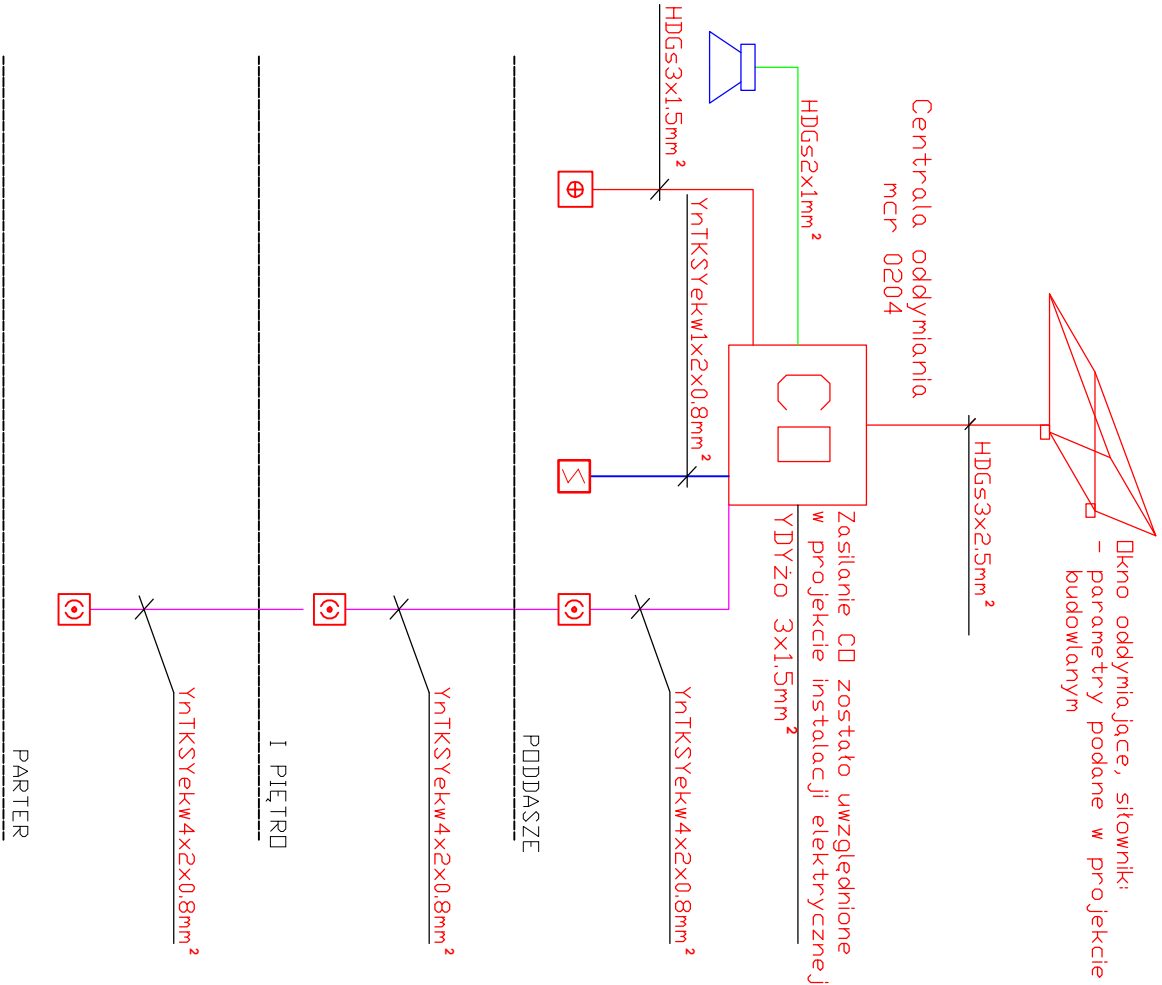 Okno oddymiające, siłownik:
- parametry podane w projekcie
budowlanym
HDGs3x2.5mm²
Centrala oddymiania
mcr 0204
Zasilanie CO zostało uwzględnione
w projekcie instalacji elektrycznej
YDYżo 3x1.5mm²
HDGs2x1mm²
HDGs3x1.5mm²
YnTKSYekw1x2x0.8mm²
YnTKSYekw4x2x0.8mm²
PODDASZE
YnTKSYekw4x2x0.8mm²
I PIĘTRO
YnTKSYekw4x2x0.8mm²
PARTER